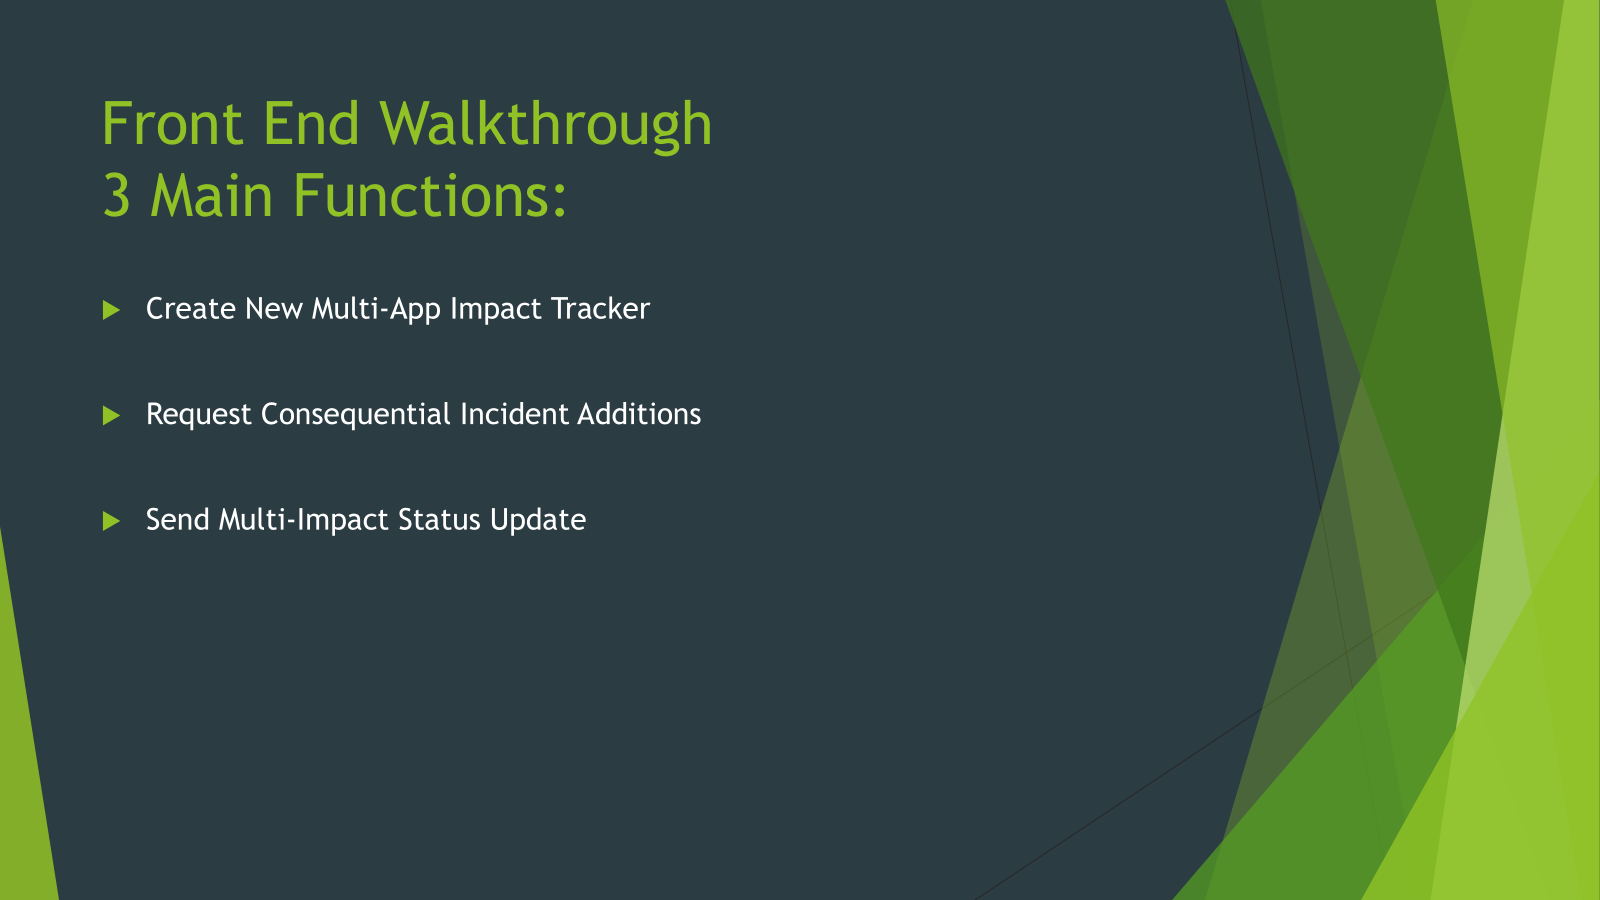 Front End Walkthrough
3 Main Functions:
Create New Multi-App Impact Tracker
Request Consequential Incident Additions
Send Multi-Impact Status Update